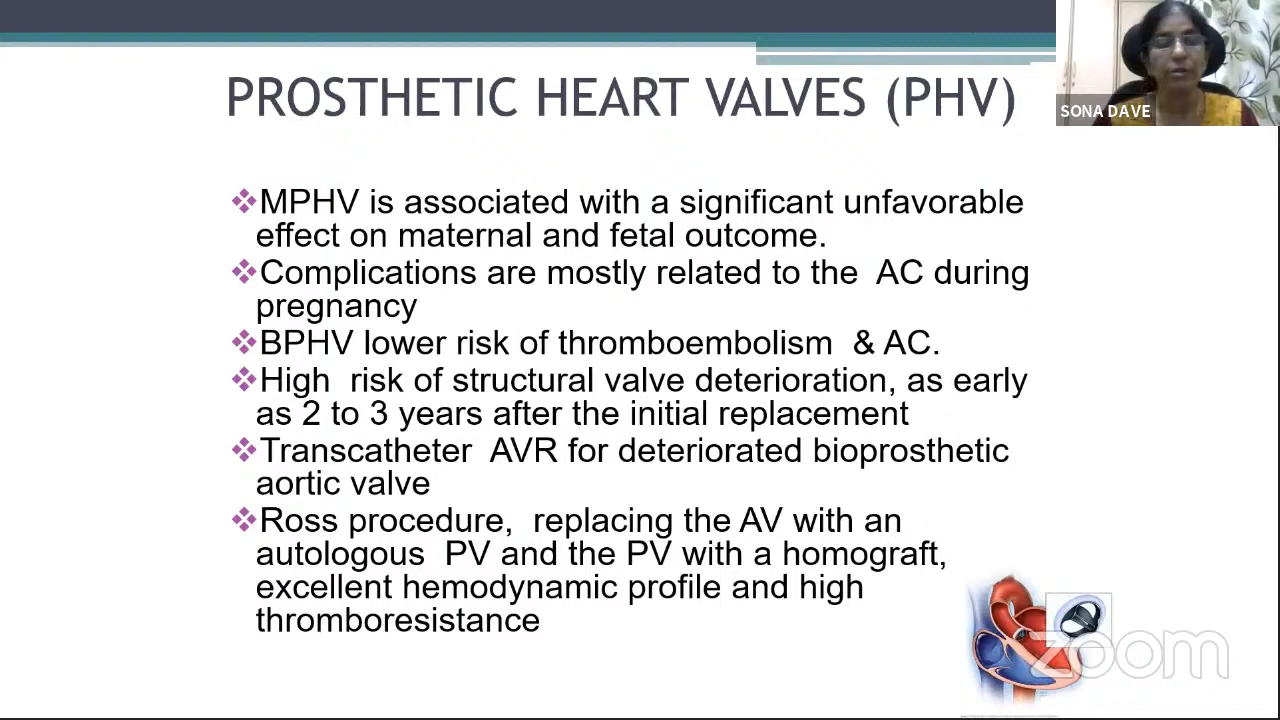 PROSTHETIC HEART VALVES (PHV)
SONA DAVE
❖MPHV is associated with a significant unfavorable
effect on maternal and fetal outcome.
❖Complications are mostly related to the AC during
pregnancy
❖BPHV lower risk of thromboembolism & AC.
❖High risk of structural valve deterioration, as early
as 2 to 3 years after the initial replacement
❖Transcatheter AVR for deteriorated bioprosthetic
aortic valve
❖Ross procedure, replacing the AV with an
autologous PV and the PV with a homograft,
excellent hemodynamic profile and high
thromboresistance
zoom